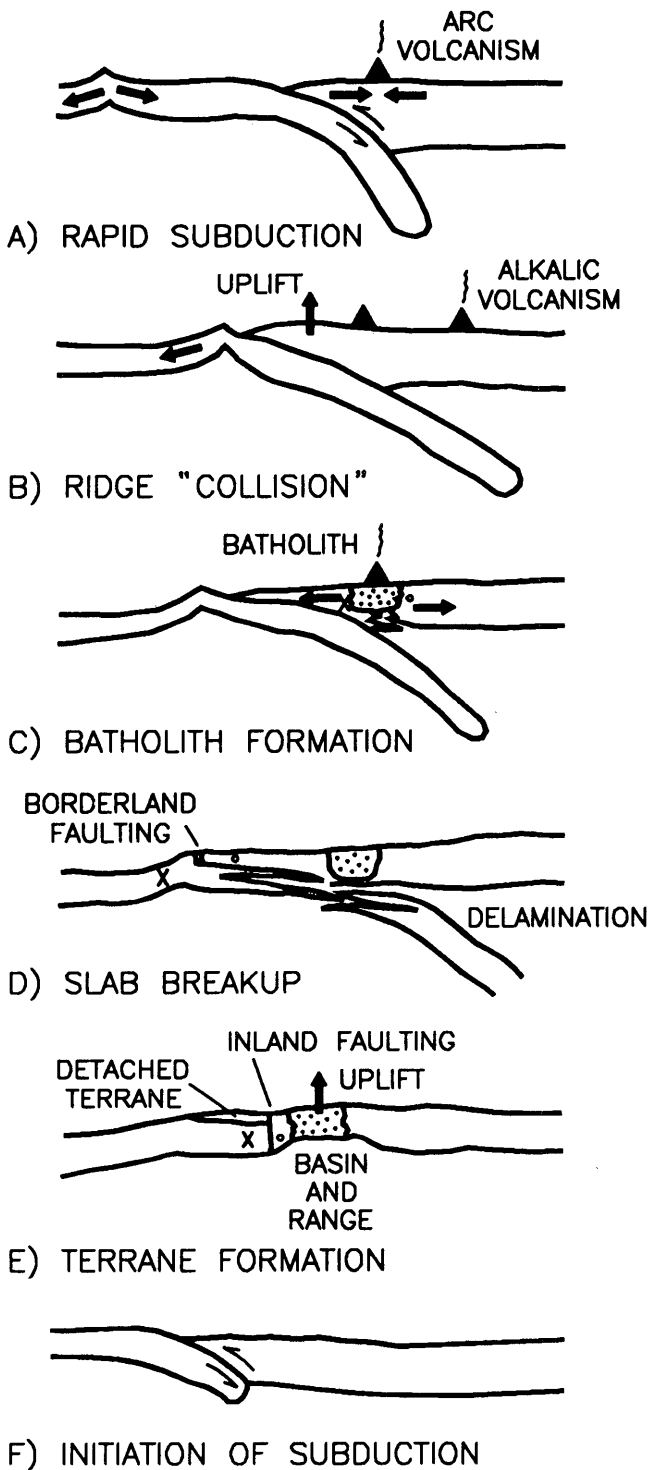 ARC
VOLCANISM
A) RAPID SUBDUCTION
UPLIFT
ALKALIC
VOLCANISM
B) RIDGE "COLLISION"
BATHOLITH
C) BATHOLITH FORMATION
BORDERLAND
FAULTING
X
DELAMINATION
D) SLAB BREAKUP
INLAND FAULTING
DETACHED
TERRANE
UPLIFT
X
BASIN
AND
RANGE
E) TERRANE FORMATION
F) INITIATION OF SUBDUCTION